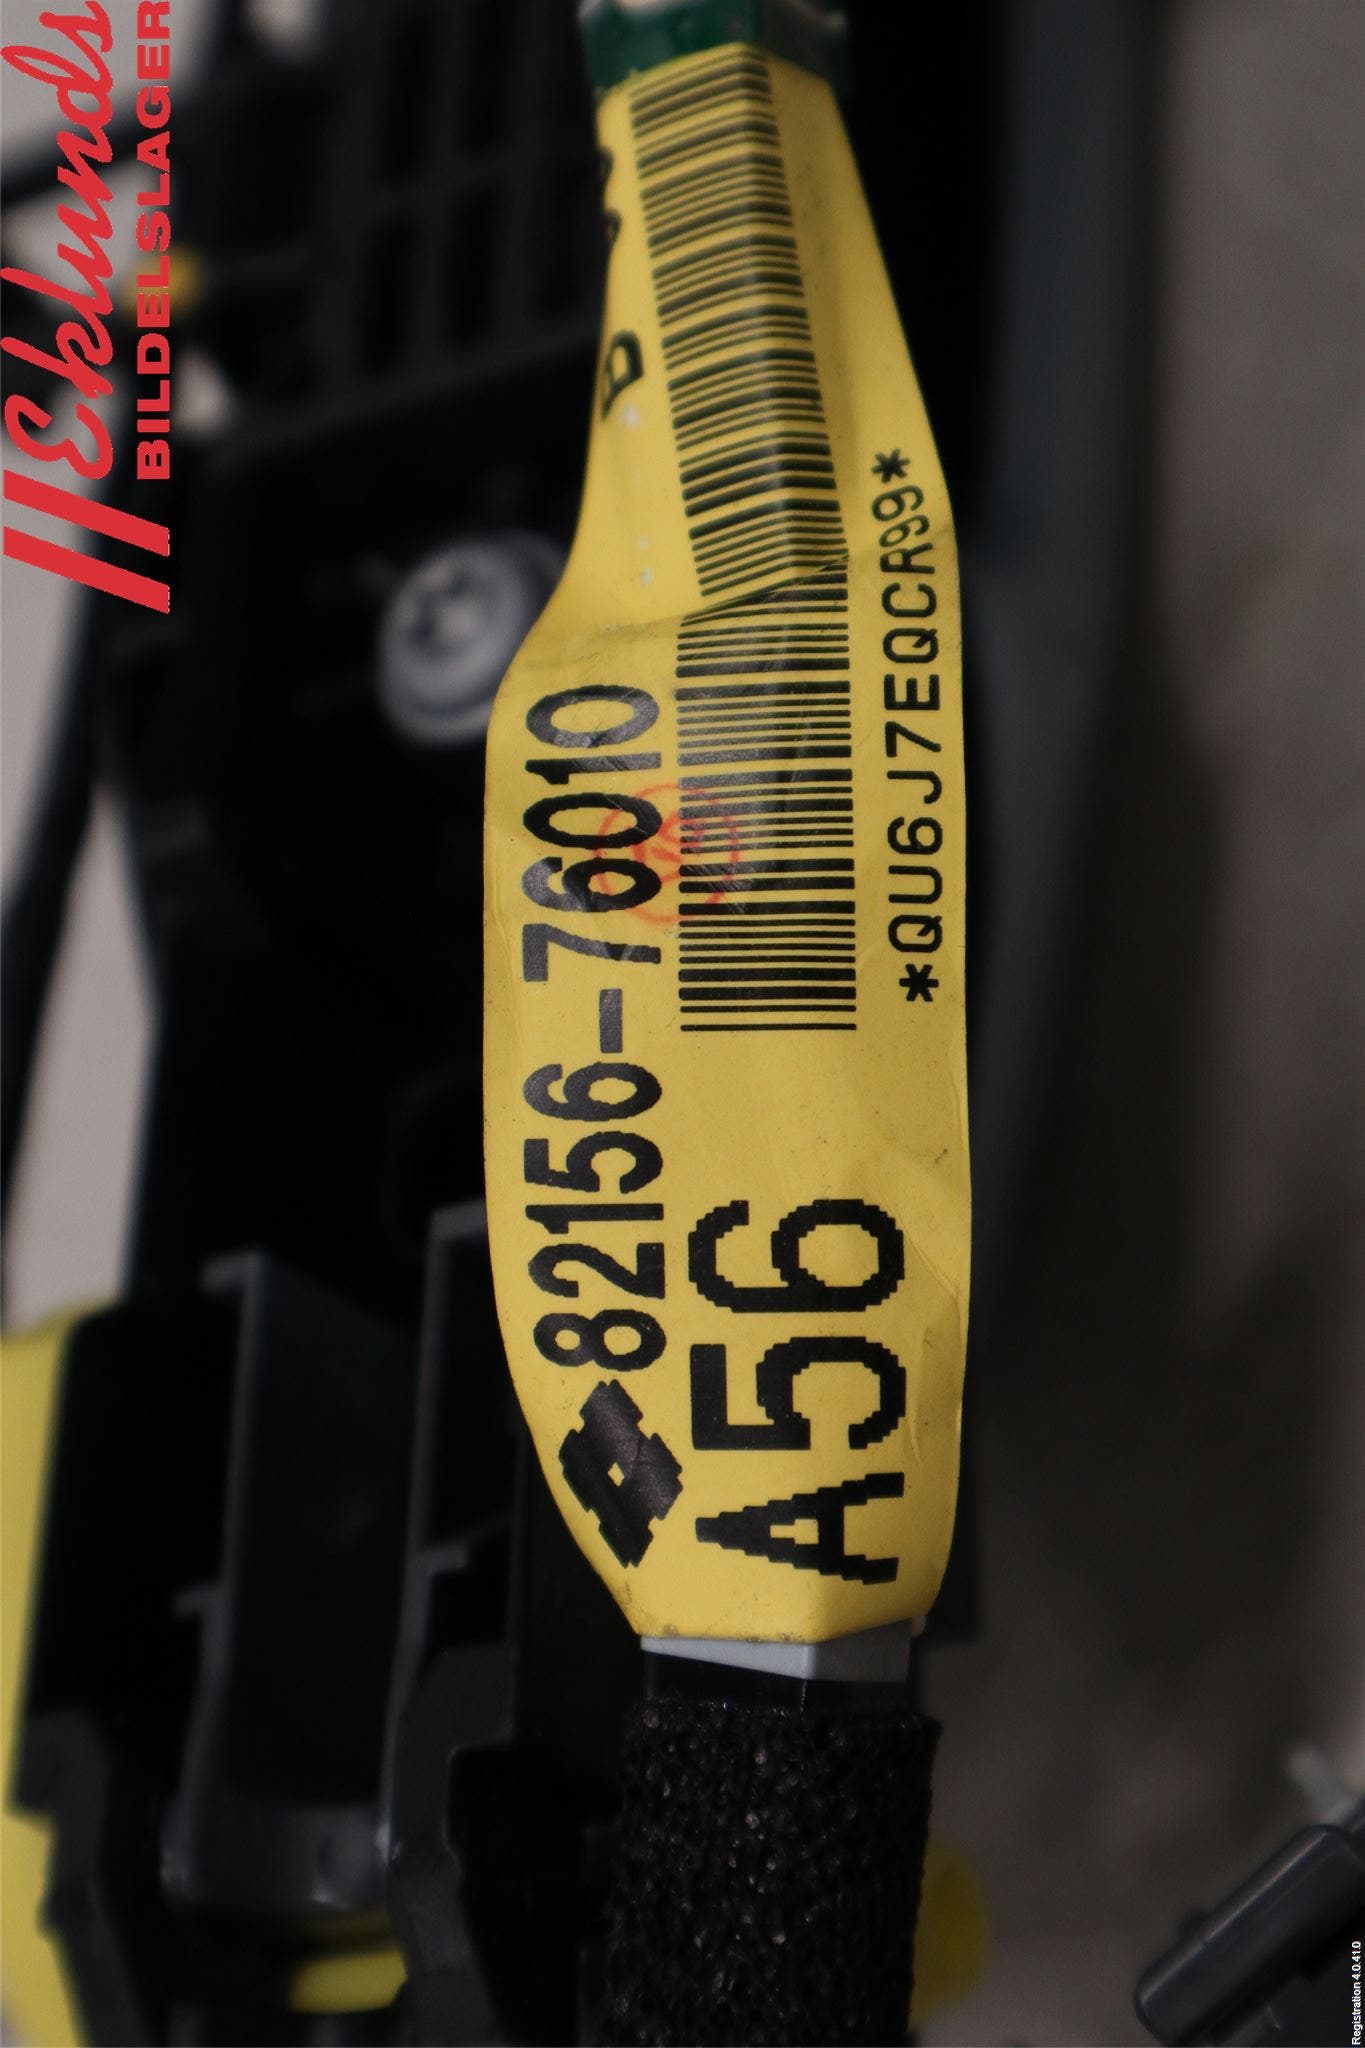 Eklunds
BILDELSLAGER
82156-76010
A56
*QU6J7EQCR99*
B
Registration 4.0.41.0